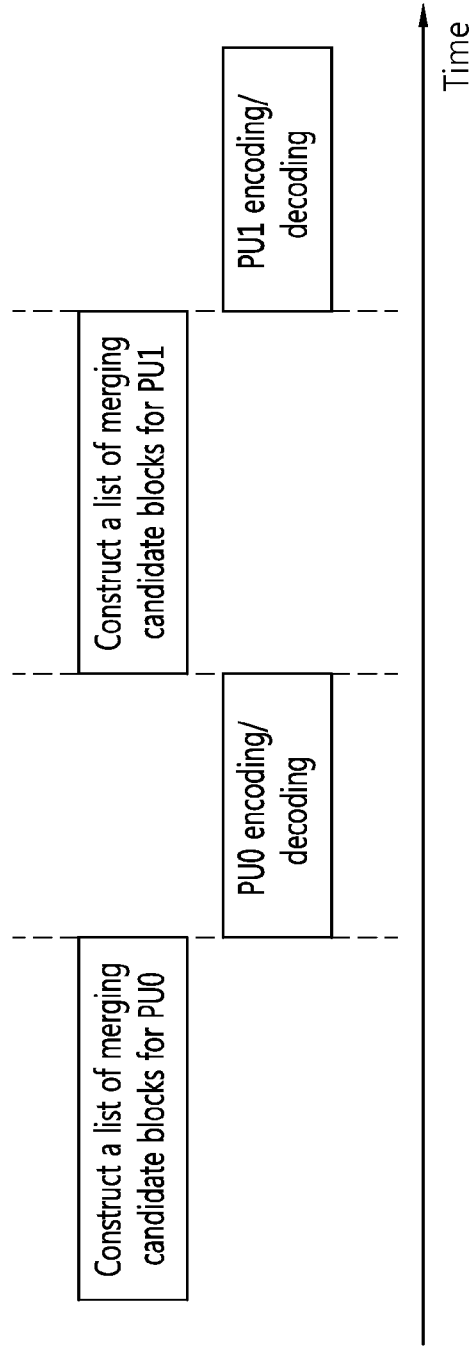 Construct a list of merging
candidate blocks for PU0
PU0 encoding/
decoding
Construct a list of merging
candidate blocks for PU1
PU1 encoding/
decoding
Time